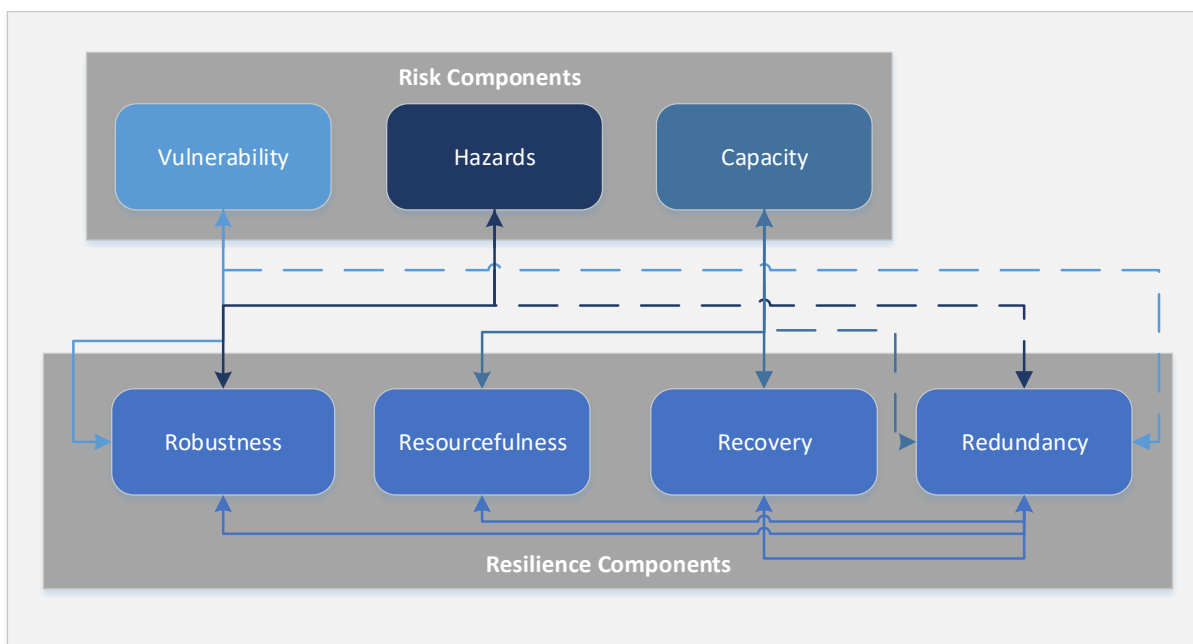 Risk Components
Vulnerability
Hazards
Capacity
Robustness
Resourcefulness
Recovery
Redundancy
Resilience Components